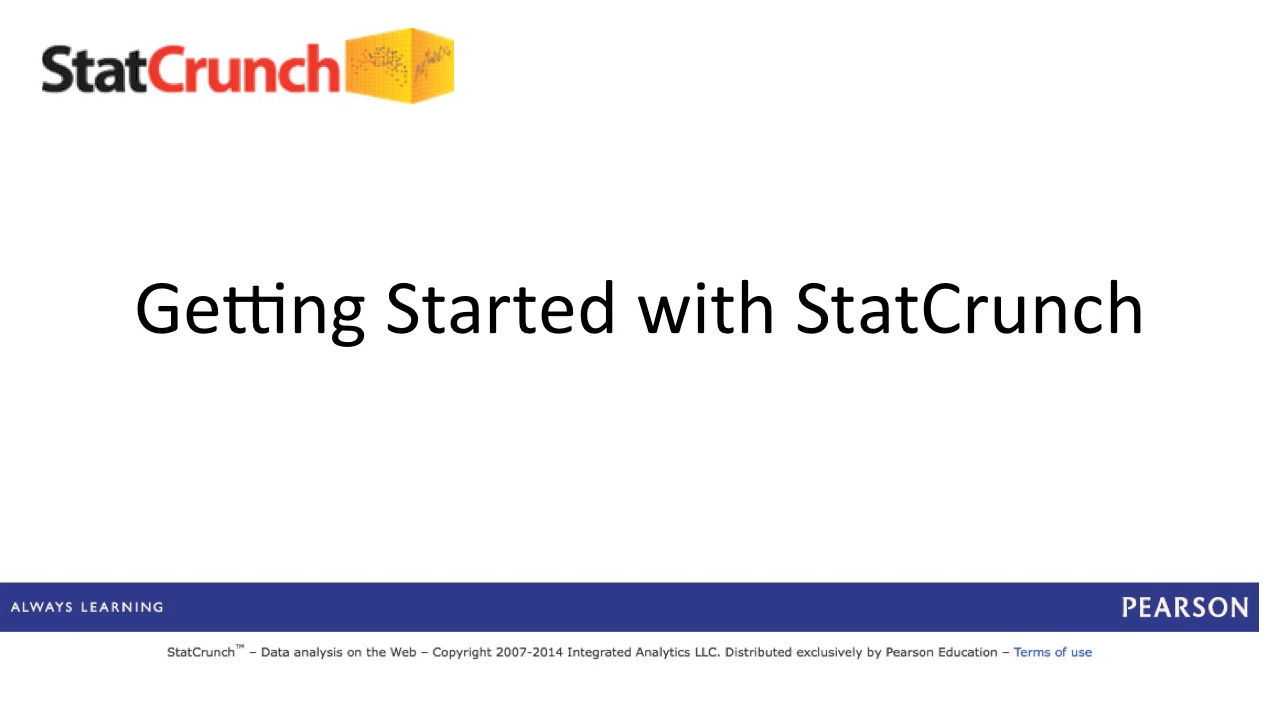 StatCrunch
Getting Started with StatCrunch
ALWAYS LEARNING
PEARSON
StatCrunch™ – Data analysis on the Web – Copyright 2007-2014 Integrated Analytics LLC. Distributed exclusively by Pearson Education – Terms of use